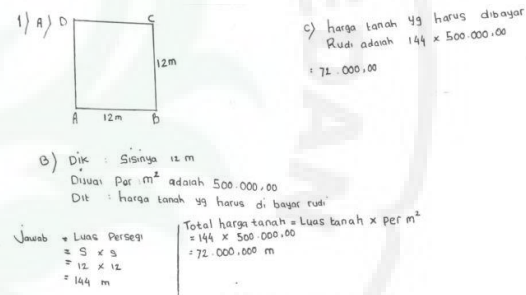 1) A) D C
12m
A 12m B
C) harga tanah yg harus dibayar
Rudi adalah 144 x 500.000,00
= 72.000,00
B) Dik : Sisinya 12 m
Dijual Per m² adalah 500.000,00
Dit : harga tanah yg harus di bayar rudi
Jawab = Luas Persegi
= S x S
= 12 x 12
= 144 m
Total harga tanah = Luas tanah x per m²
= 144 x 500.000,00
= 72.000.000 m